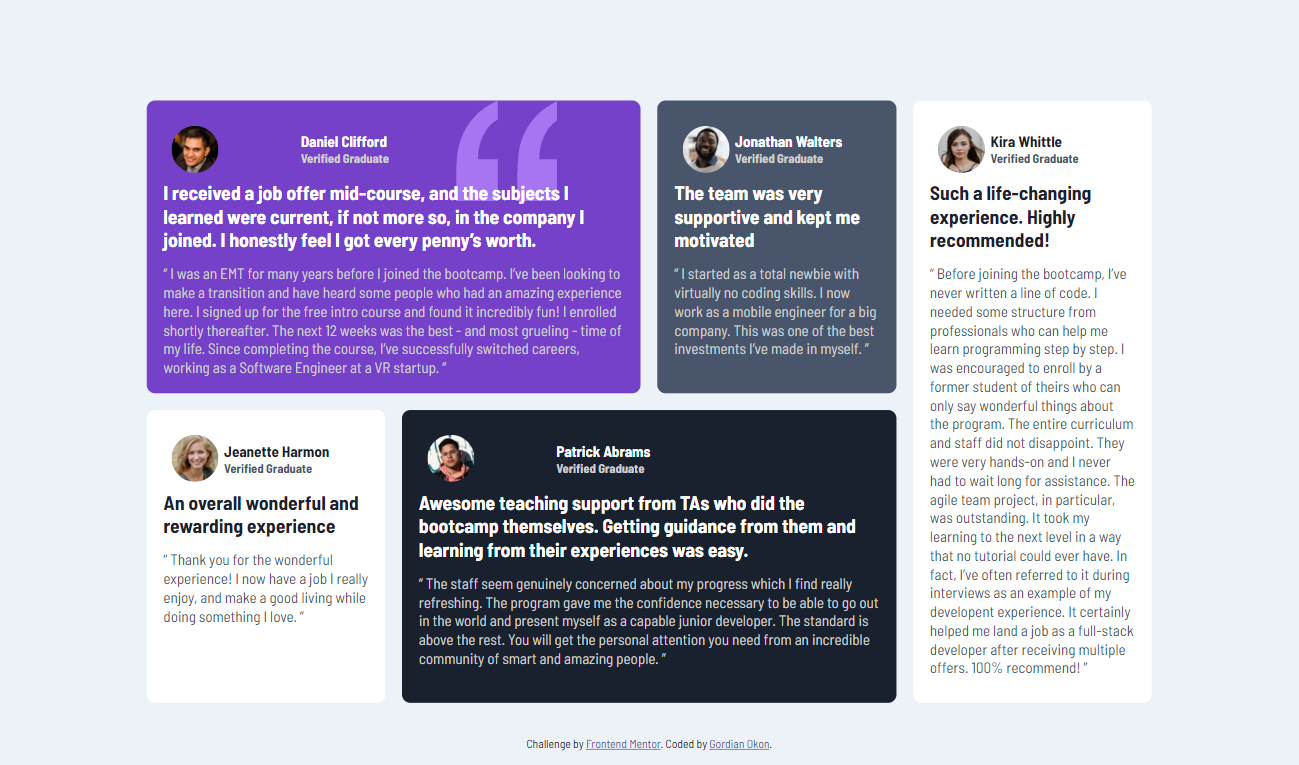 Daniel Clifford
Verified Graduate
I received a job offer mid-course, and the subjects I
learned were current, if not more so, in the company I
joined. I honestly feel I got every penny’s worth.
“ I was an EMT for many years before I joined the bootcamp. I’ve been looking to
make a transition and have heard some people who had an amazing experience
here. I signed up for the free intro course and found it incredibly fun! I enrolled
shortly thereafter. The next 12 weeks was the best - and most grueling - time of
my life. Since completing the course, I’ve successfully switched careers,
working as a Software Engineer at a VR startup. ”
Jonathan Walters
Verified Graduate
The team was very
supportive and kept me
motivated
“ I started as a total newbie with
virtually no coding skills. I now
work as a mobile engineer for a big
company. This was one of the best
investments I’ve made in myself. ”
Kira Whittle
Verified Graduate
Such a life-changing
experience. Highly
recommended!
“ Before joining the bootcamp, I’ve
never written a line of code. I
needed some structure from
professionals who can help me
learn programming step by step. I
was encouraged to enroll by a
former student of theirs who can
only say wonderful things about
the program. The entire curriculum
and staff did not disappoint. They
were very hands-on and I never
had to wait long for assistance. The
agile team project, in particular,
was outstanding. It took my
learning to the next level in a way
that no tutorial could ever have. In
fact, I’ve often referred to it during
interviews as an example of my
developent experience. It certainly
helped me land a job as a full-stack
developer after receiving multiple
offers. 100% recommend! ”
Jeanette Harmon
Verified Graduate
An overall wonderful and
rewarding experience
“ Thank you for the wonderful
experience! I now have a job I really
enjoy, and make a good living while
doing something I love. ”
Patrick Abrams
Verified Graduate
Awesome teaching support from TAs who did the
bootcamp themselves. Getting guidance from them and
learning from their experiences was easy.
“ The staff seem genuinely concerned about my progress which I find really
refreshing. The program gave me the confidence necessary to be able to go out
in the world and present myself as a capable junior developer. The standard is
above the rest. You will get the personal attention you need from an incredible
community of smart and amazing people. ”
Challenge by Frontend Mentor. Coded by Gordian Okon.